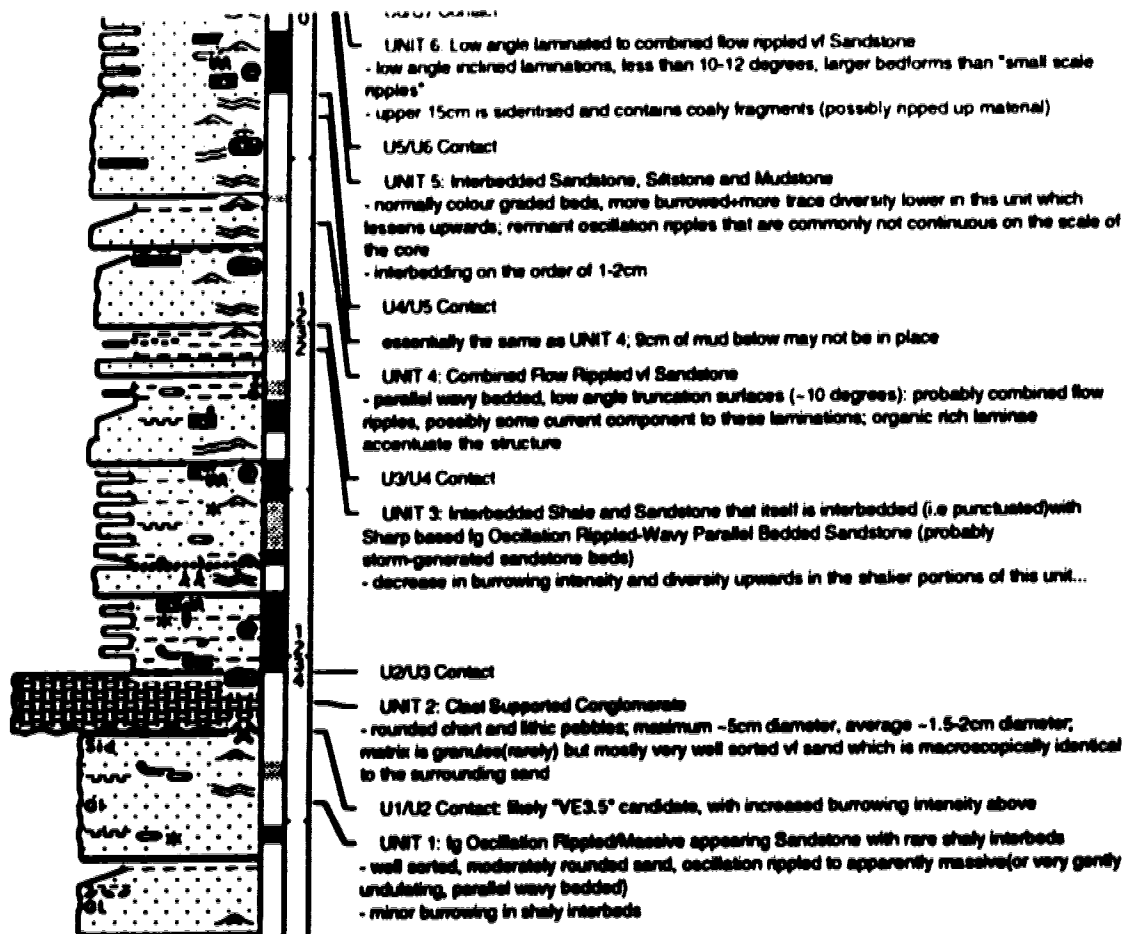 UNIT 6: Low angle laminated to combined flow rippled vf Sandstone
- low angle inclined laminations, less than 10-12 degrees, larger bedforms than "small scale
ripples"
- upper 15cm is sideritised and contains coaly fragments (possibly ripped up material)
U5/U6 Contact
UNIT 5: Interbedded Sandstone, Siltstone and Mudstone
- normally colour graded beds, more burrowed+more trace diversity lower in this unit which
lessens upwards; remnant oscillation ripples that are commonly not continuous on the scale of
the core
- interbedding on the order of 1-2cm
U4/U5 Contact
essentially the same as UNIT 4; 9cm of mud below may not be in place
UNIT 4: Combined Flow Rippled vf Sandstone
- parallel wavy bedded, low angle truncation surfaces (~10 degrees): probably combined flow
ripples, possibly some current component to these laminations; organic rich laminae
accentuate the structure
U3/U4 Contact
UNIT 3: Interbedded Shale and Sandstone that itself is interbedded (i.e punctuated)with
Sharp based fg Oscillation Rippled-Wavy Parallel Bedded Sandstone (probably
storm-generated sandstone beds)
- decrease in burrowing intensity and diversity upwards in the shalier portions of this unit...
U2/U3 Contact
UNIT 2: Clast Supported Conglomerate
- rounded chert and lithic pebbles; maximum ~5cm diameter, average ~1.5-2cm diameter;
matrix is granules(rarely) but mostly very well sorted vf sand which is macroscopically identical
to the surrounding sand
U1/U2 Contact: likely "VE3.5" candidate, with increased burrowing intensity above
UNIT 1: fg Oscillation Rippled/Massive appearing Sandstone with rare shaly interbeds
- well sorted, moderately rounded sand, oscillation rippled to apparently massive(or very gently
undulating, parallel wavy bedded)
- minor burrowing in shaly interbeds
Sid